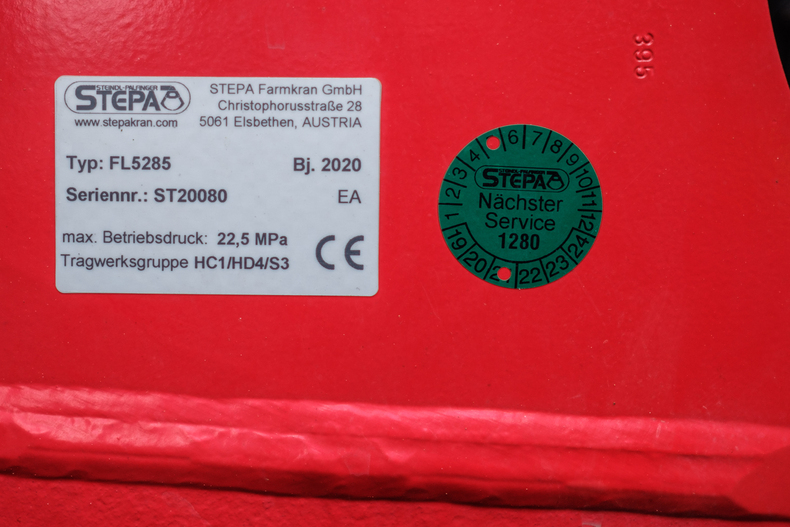 STEINDL-PALFINGER
STEPA
www.stepakran.com
STEPA Farmkran GmbH
Christophorusstraße 28
5061 Elsbethen, AUSTRIA
Typ: FL5285
Bj. 2020
Seriennr.: ST20080
EA
max. Betriebsdruck: 22,5 MPa
Tragwerksgruppe HC1/HD4/S3
CE
1 2 3 4 6 7 8 9 10 11 12
STEPA
Nächster
Service
1280
19 20 22 23 24
395